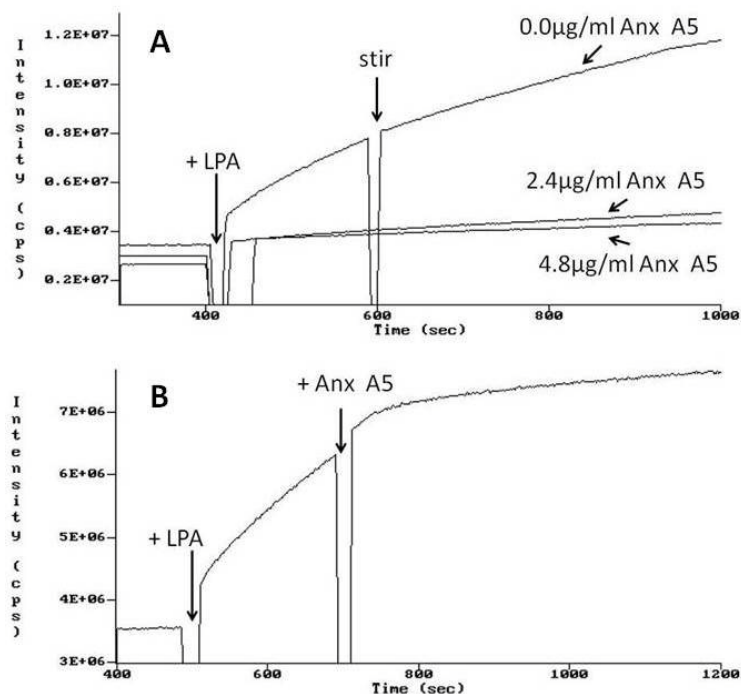 A
0.0µg/ml Anx A5
stir
+ LPA
2.4µg/ml Anx A5
4.8µg/ml Anx A5
Intensity (cps)
1.2E+07
1.0E+07
0.8E+07
0.6E+07
0.4E+07
0.2E+07
400 600 800 1000
Time (sec)
B
+ Anx A5
+ LPA
Intensity (cps)
7E+06
6E+06
5E+06
4E+06
3E+06
400 600 800 1000 1200
Time (sec)